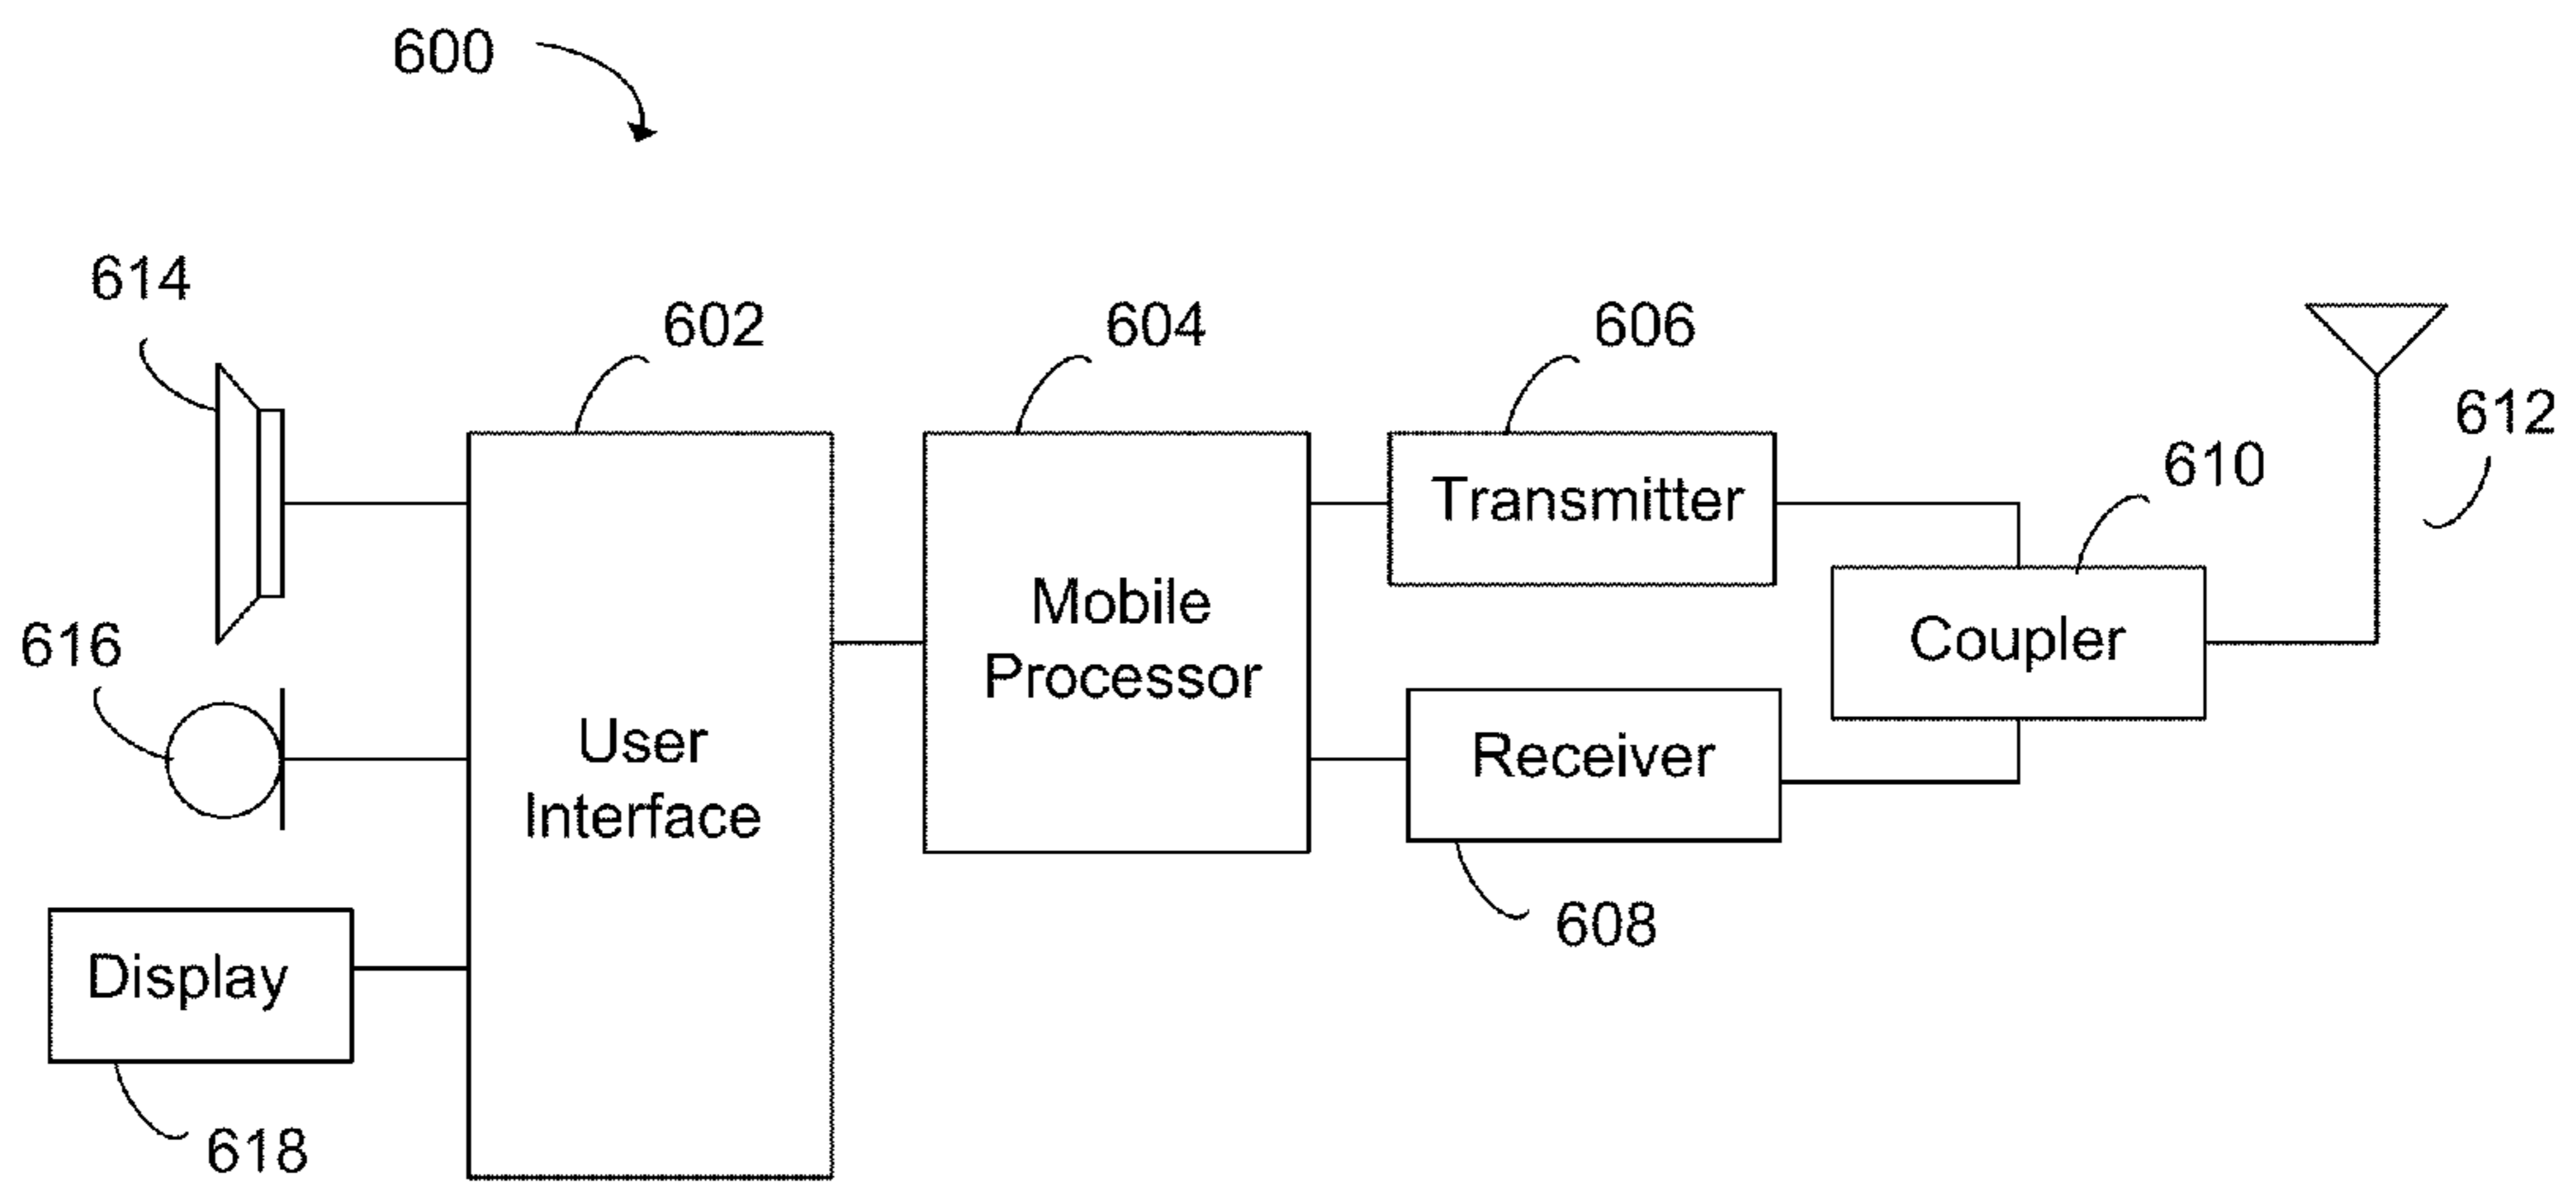 600
614
602
604
606
612
610
Transmitter
Mobile
Processor
Coupler
616
User
Interface
Receiver
608
Display
618